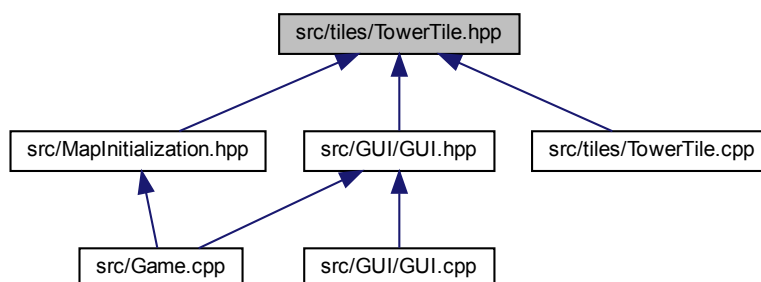 src/tiles/TowerTile.hpp
src/MapInitialization.hpp
src/GUI/GUI.hpp
src/tiles/TowerTile.cpp
src/Game.cpp
src/GUI/GUI.cpp